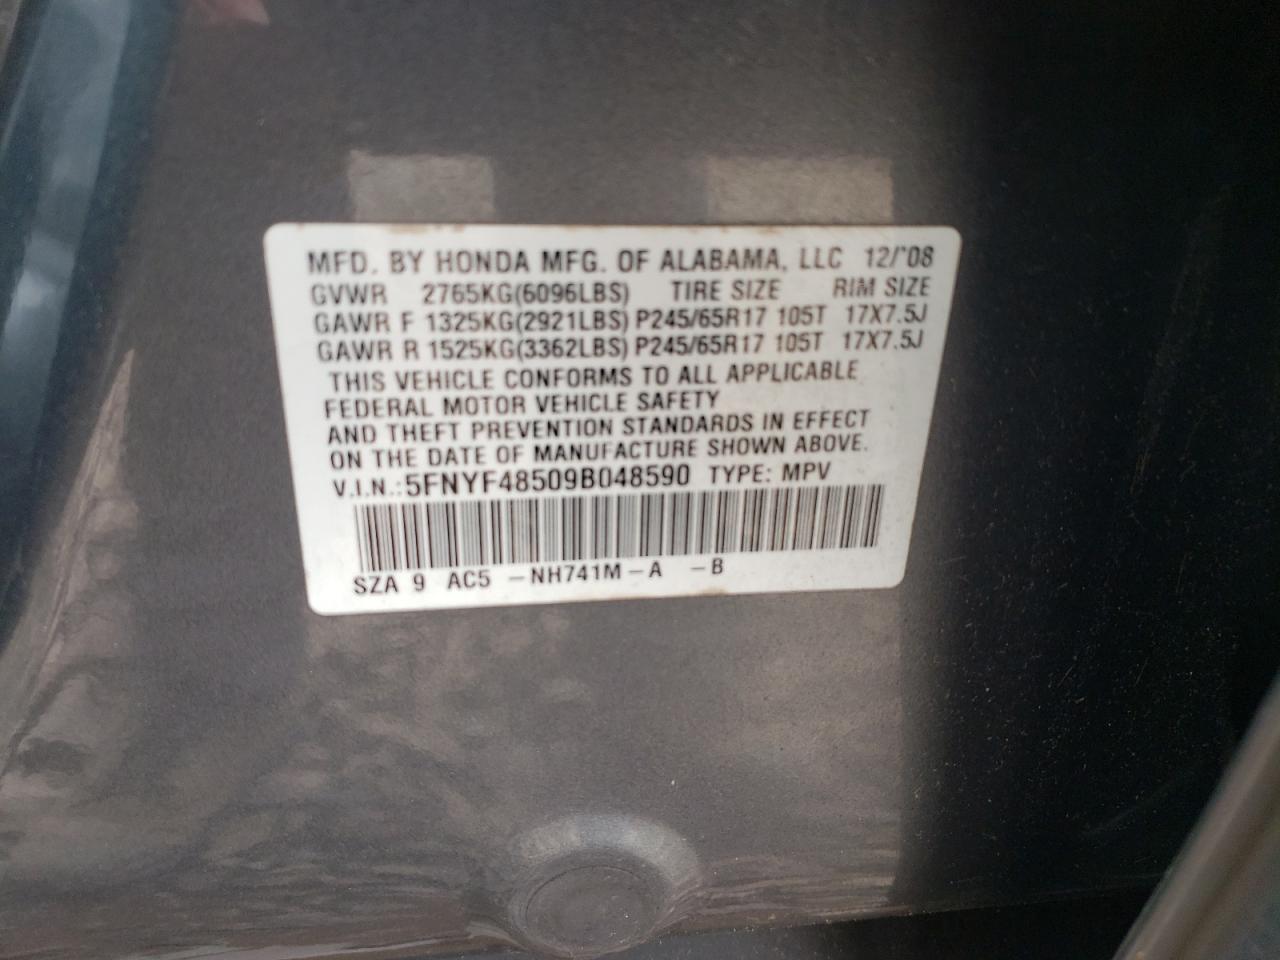 MFD. BY HONDA MFG. OF ALABAMA, LLC 12/'08
GVWR 2765KG(6096LBS) TIRE SIZE RIM SIZE
GAWR F 1325KG(2921LBS) P245/65R17 105T 17X7.5J
GAWR R 1525KG(3362LBS) P245/65R17 105T 17X7.5J
THIS VEHICLE CONFORMS TO ALL APPLICABLE
FEDERAL MOTOR VEHICLE SAFETY
AND THEFT PREVENTION STANDARDS IN EFFECT
ON THE DATE OF MANUFACTURE SHOWN ABOVE.
V.I.N.:5FNYF48509B048590 TYPE: MPV
SZA 9 AC5 -NH741M-A -B